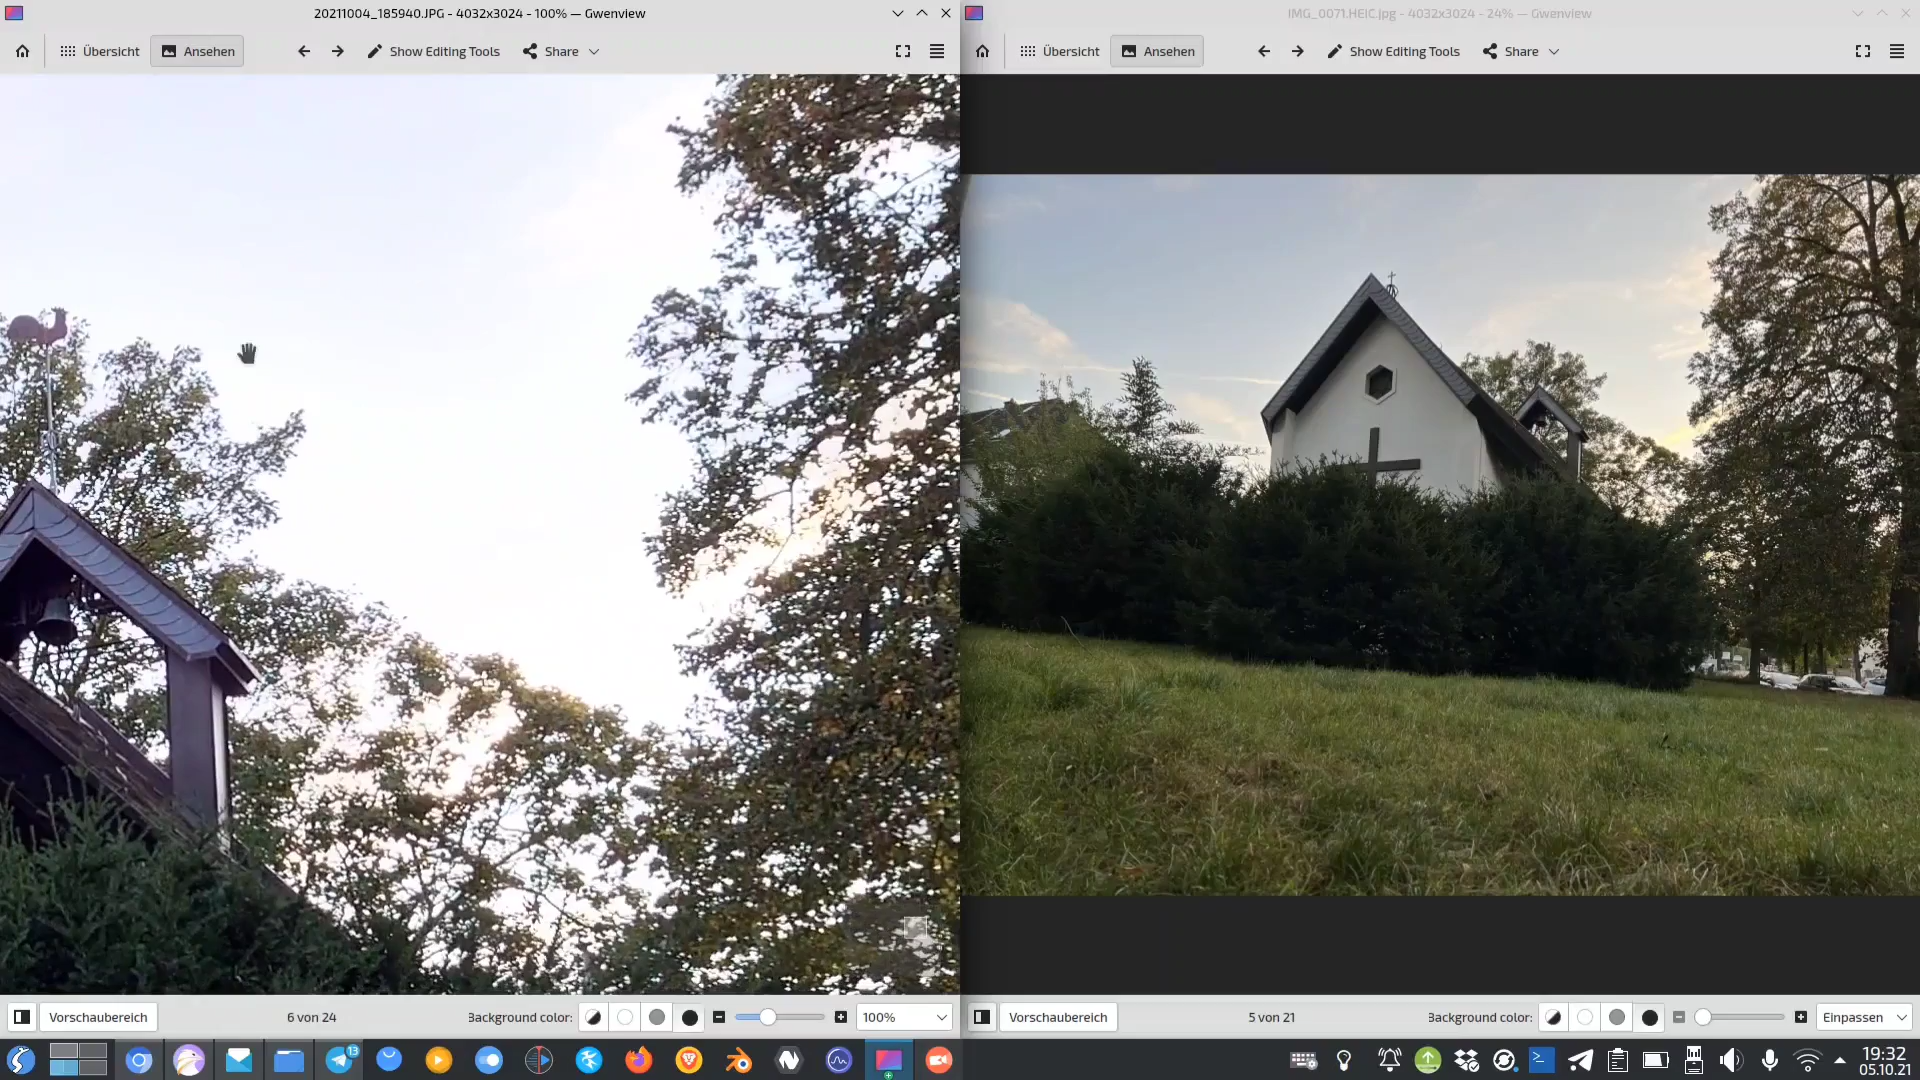 20211004_185940.JPG - 4032x3024 - 100% — Gwenview
Übersicht
Ansehen
Show Editing Tools
Share
6 von 24
Vorschaubereich
Background color:
100%
IMG_0071.HEIC.jpg - 4032x3024 - 24% — Gwenview
Übersicht
Ansehen
Show Editing Tools
Share
Vorschaubereich
5 von 21
Background color:
Einpassen
13
19:32
05.10.21